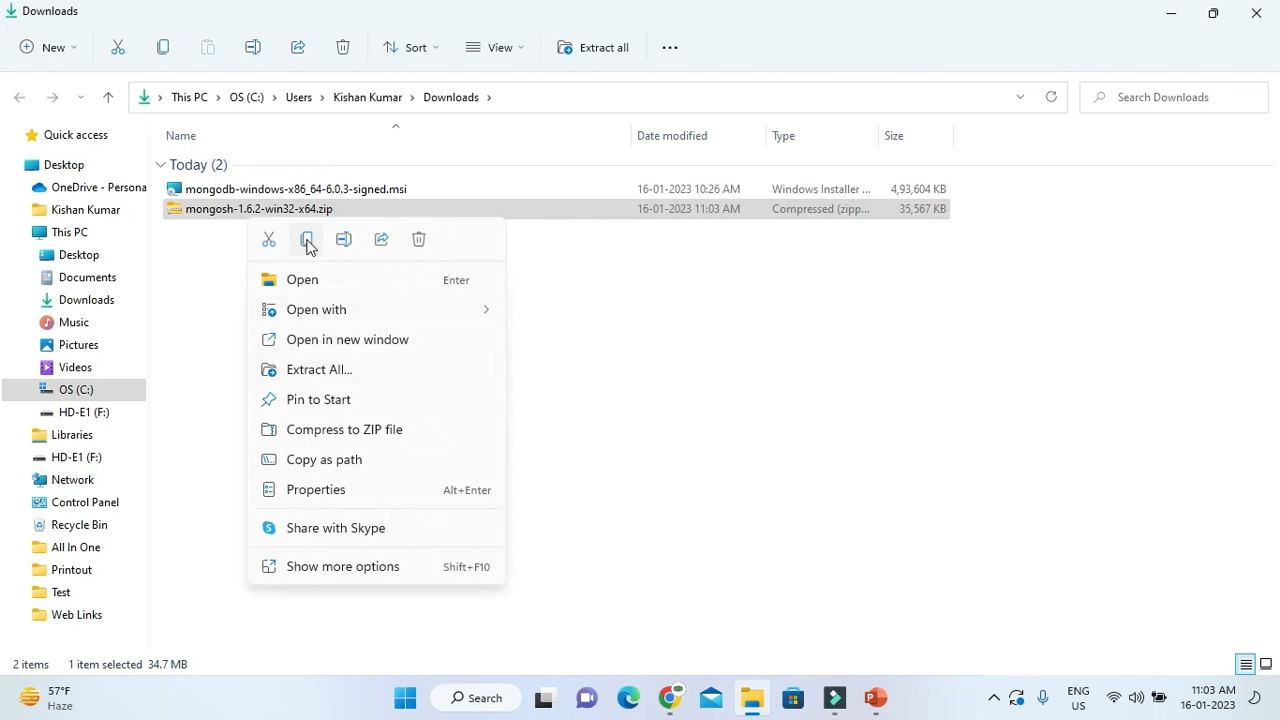 Downloads
New
Sort
View
Extract all
This PC
OS (C:)
Users
Kishan Kumar
Downloads
Search Downloads
Name
Date modified
Type
Size
Today (2)
mongodb-windows-x86_64-6.0.3-signed.msi 16-01-2023 10:26 AM Windows Installer ... 4,93,604 KB
mongosh-1.6.2-win32-x64.zip 16-01-2023 11:03 AM Compressed (zipp... 35,567 KB
Quick access
Desktop
OneDrive - Persona
Kishan Kumar
This PC
Desktop
Documents
Downloads
Music
Pictures
Videos
OS (C:)
HD-E1 (F:)
Libraries
HD-E1 (F:)
Network
Control Panel
Recycle Bin
All In One
Printout
Test
Web Links
Open Enter
Open with
Open in new window
Extract All...
Pin to Start
Compress to ZIP file
Copy as path
Properties Alt+Enter
Share with Skype
Show more options Shift+F10
2 items 1 item selected 34.7 MB
57°F
Haze
Search
ENG
US
11:03 AM
16-01-2023